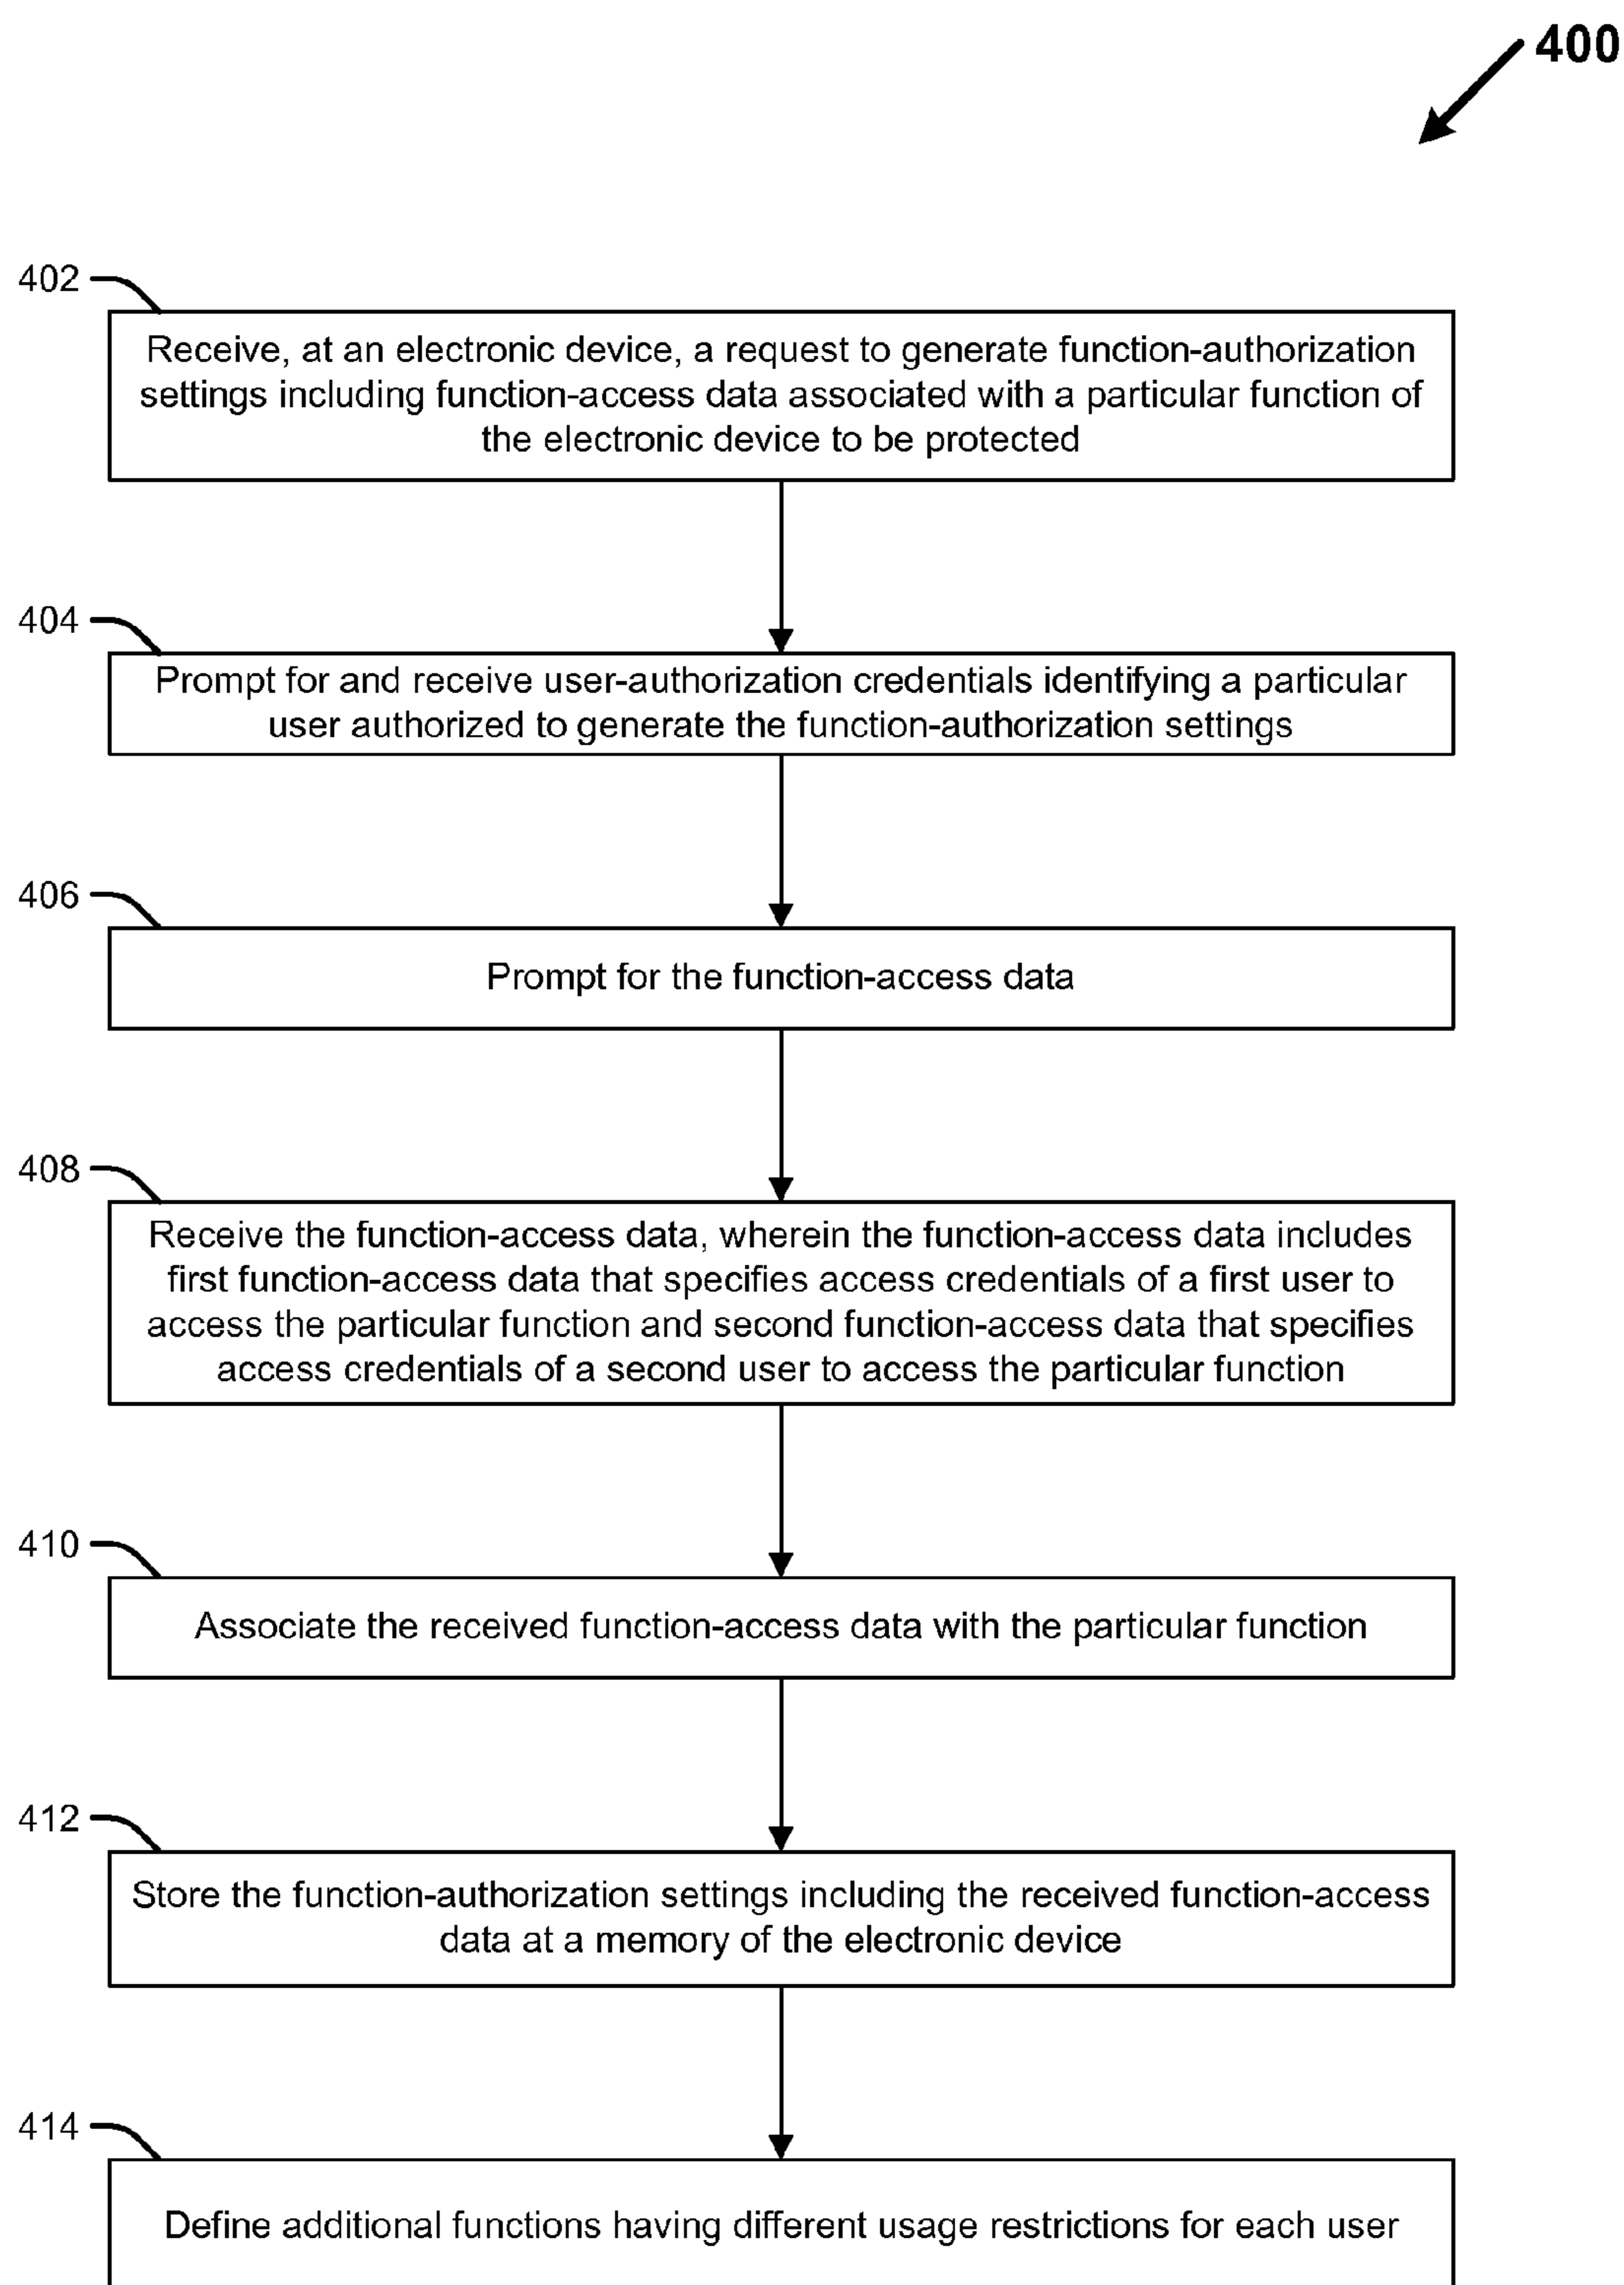 400
402
Receive, at an electronic device, a request to generate function-authorization
settings including function-access data associated with a particular function of
the electronic device to be protected
404
Prompt for and receive user-authorization credentials identifying a particular
user authorized to generate the function-authorization settings
406
Prompt for the function-access data
408
Receive the function-access data, wherein the function-access data includes
first function-access data that specifies access credentials of a first user to
access the particular function and second function-access data that specifies
access credentials of a second user to access the particular function
410
Associate the received function-access data with the particular function
412
Store the function-authorization settings including the received function-access
data at a memory of the electronic device
414
Define additional functions having different usage restrictions for each user